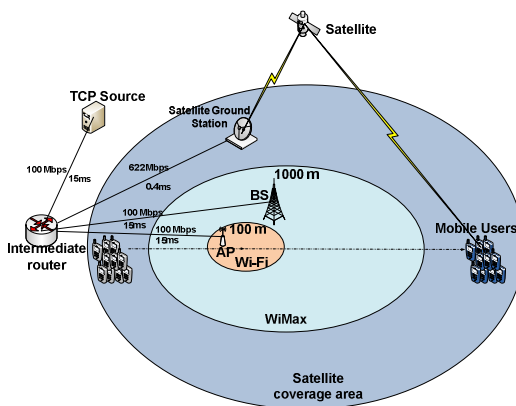 Satellite
TCP Source
Satellite Ground
Station
100 Mbps
15ms
622Mbps
0.4ms
1000 m
BS
100 Mbps
15ms
100 Mbps
15ms
100 m
AP
Wi-Fi
Intermediate
router
Mobile Users
WiMax
Satellite
coverage area